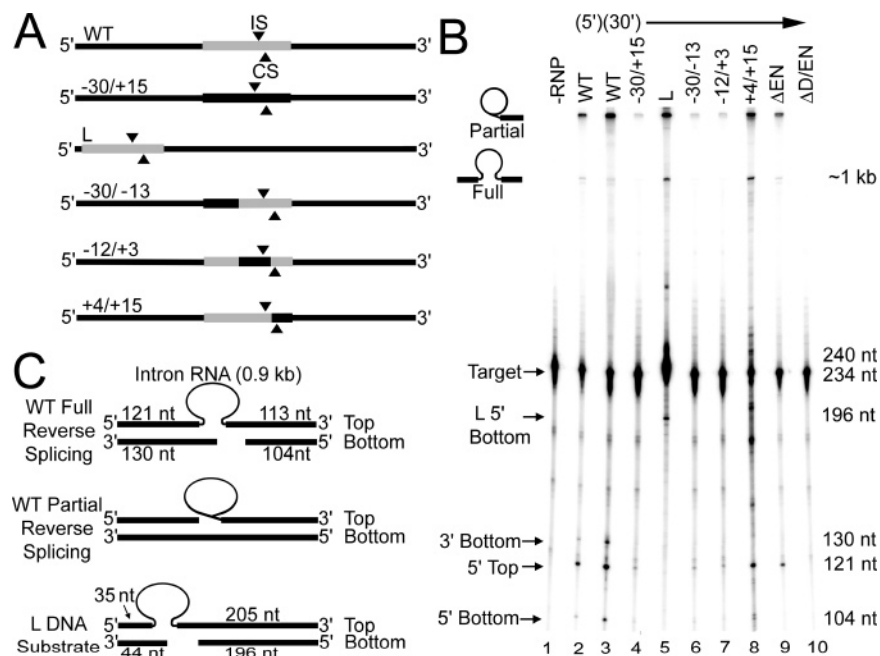 A
IS
WT
5' 3'
-30/+15
CS
5' 3'
L
5' 3'
-30/ -13
5' 3'
-12/+3
5' 3'
+4/+15
5' 3'
B
(5')(30')
-RNP
WT
WT
-30/+15
L
-30/-13
-12/+3
+4/+15
ΔEN
ΔD/EN
Partial
Full
~1 kb
Target
240 nt
234 nt
L 5'
Bottom
196 nt
3' Bottom
130 nt
5' Top
121 nt
5' Bottom
104 nt
1 2 3 4 5 6 7 8 9 10
C
Intron RNA (0.9 kb)
WT Full
Reverse
Splicing
121 nt 113 nt
5' 3' Top
3' 5' Bottom
130 nt 104nt
WT Partial
Reverse
Splicing
5' 3' Top
3' 5' Bottom
35 nt
L DNA
Substrate
205 nt
5' 3' Top
3' 5' Bottom
44 nt 196 nt